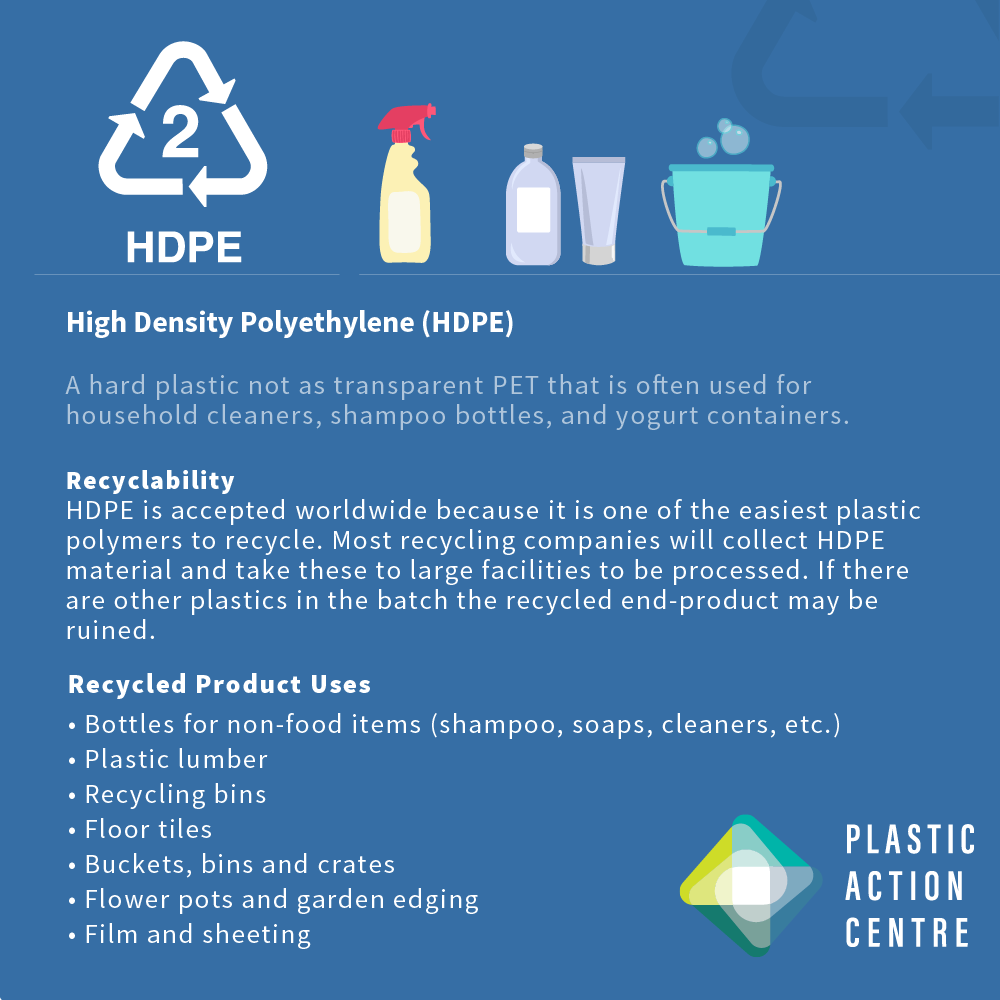 2
HDPE
High Density Polyethylene (HDPE)
A hard plastic not as transparent PET that is often used for
household cleaners, shampoo bottles, and yogurt containers.
Recyclability
HDPE is accepted worldwide because it is one of the easiest plastic
polymers to recycle. Most recycling companies will collect HDPE
material and take these to large facilities to be processed. If there
are other plastics in the batch the recycled end-product may be
ruined.
Recycled Product Uses
• Bottles for non-food items (shampoo, soaps, cleaners, etc.)
• Plastic lumber
• Recycling bins
• Floor tiles
• Buckets, bins and crates
• Flower pots and garden edging
• Film and sheeting
PLASTIC
ACTION
CENTRE